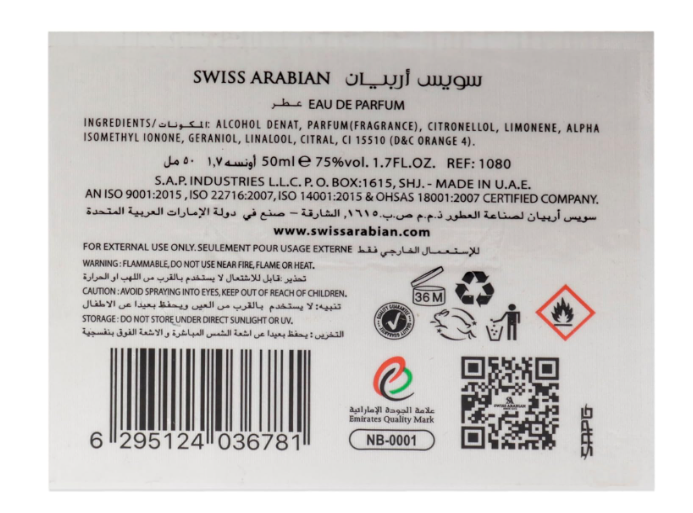 SWISS ARABIAN سويس أربيان
عطر EAU DE PARFUM
INGREDIENTS/المكونات: ALCOHOL DENAT, PARFUM(FRAGRANCE), CITRONELLOL, LIMONENE, ALPHA
ISOMETHYL IONONE, GERANIOL, LINALOOL, CITRAL, CI 15510 (D&C ORANGE 4).
٥٠ مل ١,٧ أونسه 50ml e 75%vol. 1.7FL.OZ. REF: 1080
S.A.P. INDUSTRIES L.L.C. P. O. BOX:1615, SHJ. - MADE IN U.A.E.
AN ISO 9001:2015 , ISO 22716:2007, ISO 14001:2015 & OHSAS 18001:2007 CERTIFIED COMPANY.
سويس أربيان لصناعة العطور ذ.م.م ص.ب. ١٦١٥, الشارقة – صنع في دولة الإمارات العربية المتحدة
www.swissarabian.com
FOR EXTERNAL USE ONLY. SEULEMENT POUR USAGE EXTERNE للإستعمال الخارجي فقط
WARNING : FLAMMABLE, DO NOT USE NEAR FIRE, FLAME OR HEAT.
تحذير: قابل للاشتعال لا يستخدم بالقرب من اللهب او الحرارة
CAUTION : AVOID SPRAYING INTO EYES, KEEP OUT OF REACH OF CHILDREN.
تنبيه: لا يستخدم بالقرب من العين ويحفظ بعيدا عن الاطفال
STORAGE : DO NOT STORE UNDER DIRECT SUNLIGHT OR UV.
التخزين : يحفظ بعيدا عن اشعة الشمس المباشرة و الاشعة الفوق بنفسجية
36 M
علامة الجودة الإماراتية
Emirates Quality Mark
NB-0001
SWISS ARABIAN
SAPG
6 295124 036781